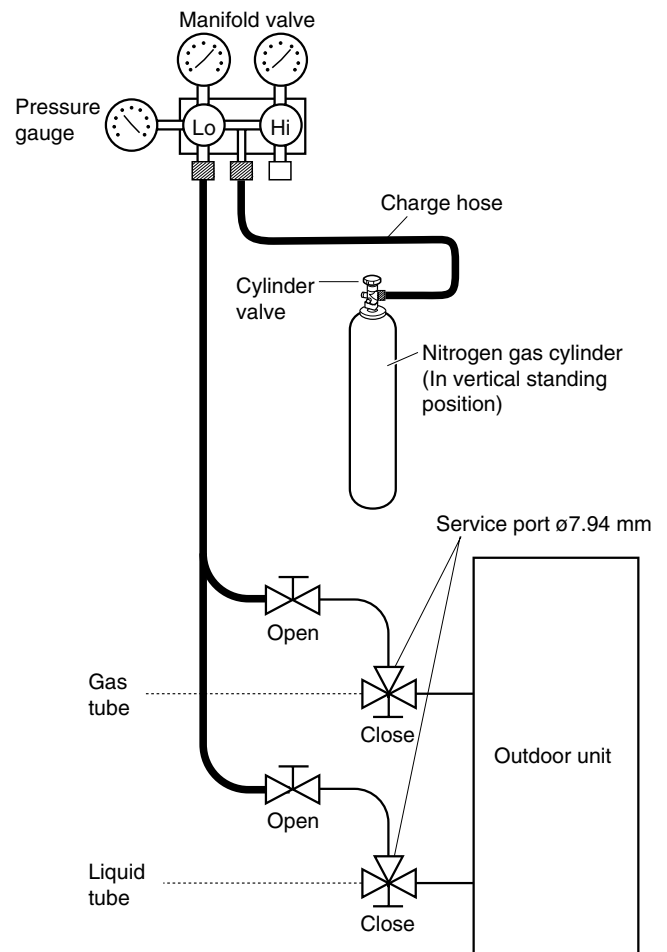 Manifold valve
Pressure
gauge
Lo
Hi
Charge hose
Cylinder
valve
Nitrogen gas cylinder
(In vertical standing
position)
Service port ø7.94 mm
Open
Gas
tube
Close
Outdoor unit
Open
Liquid
tube
Close